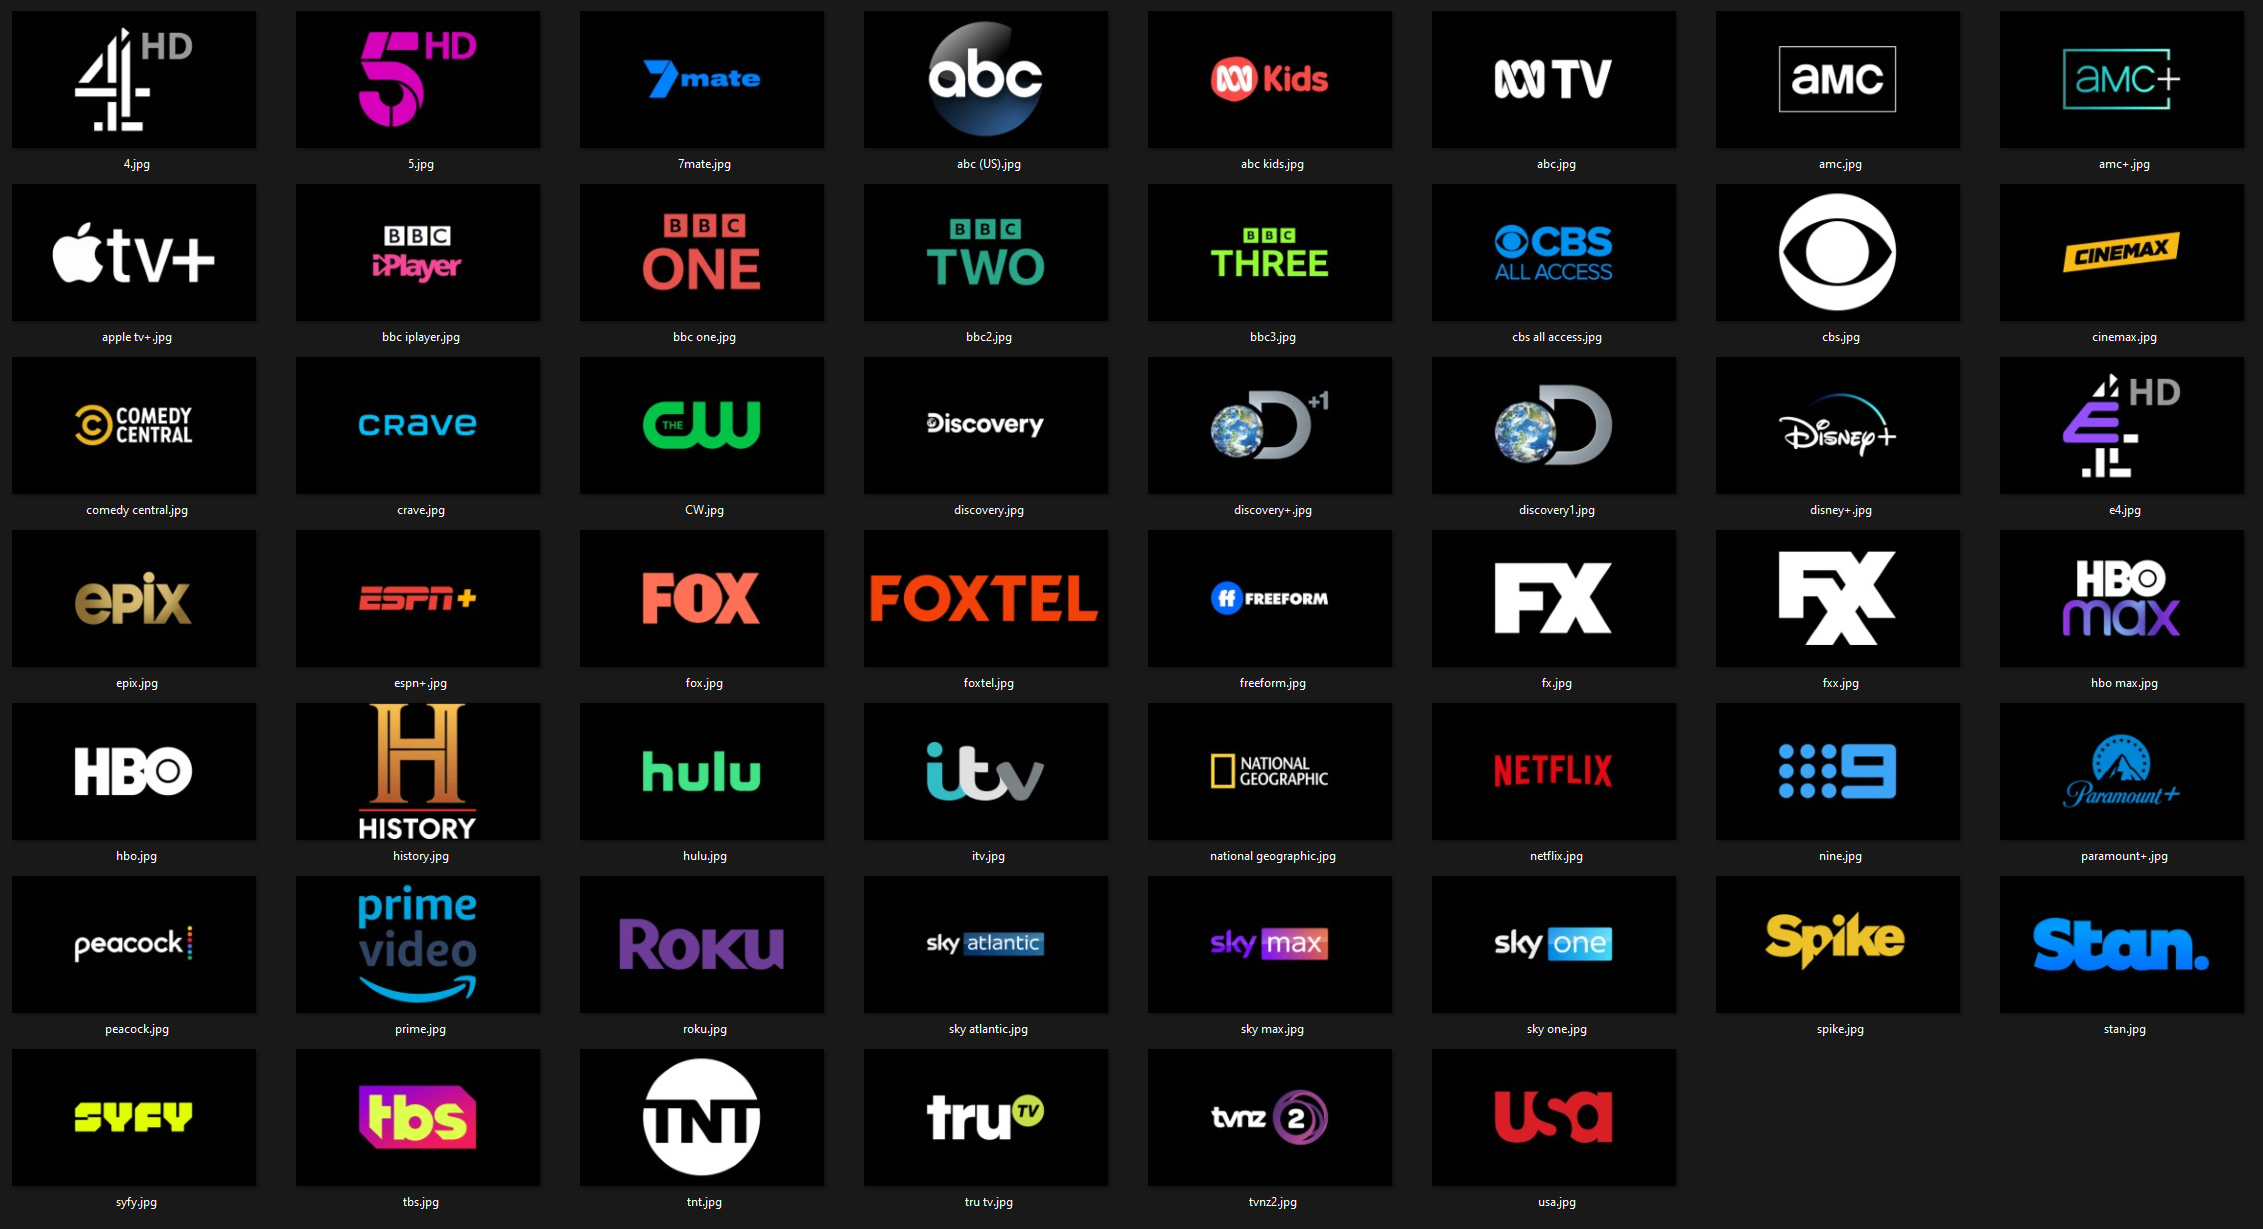 4 HD
5 HD
7mate
abc
Kids
TV
aMC
aMC+
4.jpg
5.jpg
7mate.jpg
abc (US).jpg
abc kids.jpg
abc.jpg
amc.jpg
amc+.jpg
tv+
BBC
iPlayer
BBC
ONE
BBC
TWO
BBC
THREE
CBS
ALL ACCESS
CINEMAX
apple tv+.jpg
bbc iplayer.jpg
bbc one.jpg
bbc2.jpg
bbc3.jpg
cbs all access.jpg
cbs.jpg
cinemax.jpg
COMEDY
CENTRAL
crave
THE CW
Discovery
D +1
D
Disney+
E4 HD
comedy central.jpg
crave.jpg
CW.jpg
discovery.jpg
discovery+.jpg
discovery1.jpg
disney+.jpg
e4.jpg
epix
ESPN+
FOX
FOXTEL
ff FREEFORM
FX
FXX
HBO
max
epix.jpg
espn+.jpg
fox.jpg
foxtel.jpg
freeform.jpg
fx.jpg
fxx.jpg
hbo max.jpg
HBO
H
HISTORY
hulu
itv
NATIONAL
GEOGRAPHIC
NETFLIX
9
Paramount+
hbo.jpg
history.jpg
hulu.jpg
itv.jpg
national geographic.jpg
netflix.jpg
nine.jpg
paramount+.jpg
peacock
prime
video
Roku
sky atlantic
sky max
sky one
Spike
Stan.
peacock.jpg
prime.jpg
roku.jpg
sky atlantic.jpg
sky max.jpg
sky one.jpg
spike.jpg
stan.jpg
SYFY
tbs
TNT
tru TV
tvnz 2
usa
syfy.jpg
tbs.jpg
tnt.jpg
tru tv.jpg
tvnz2.jpg
usa.jpg